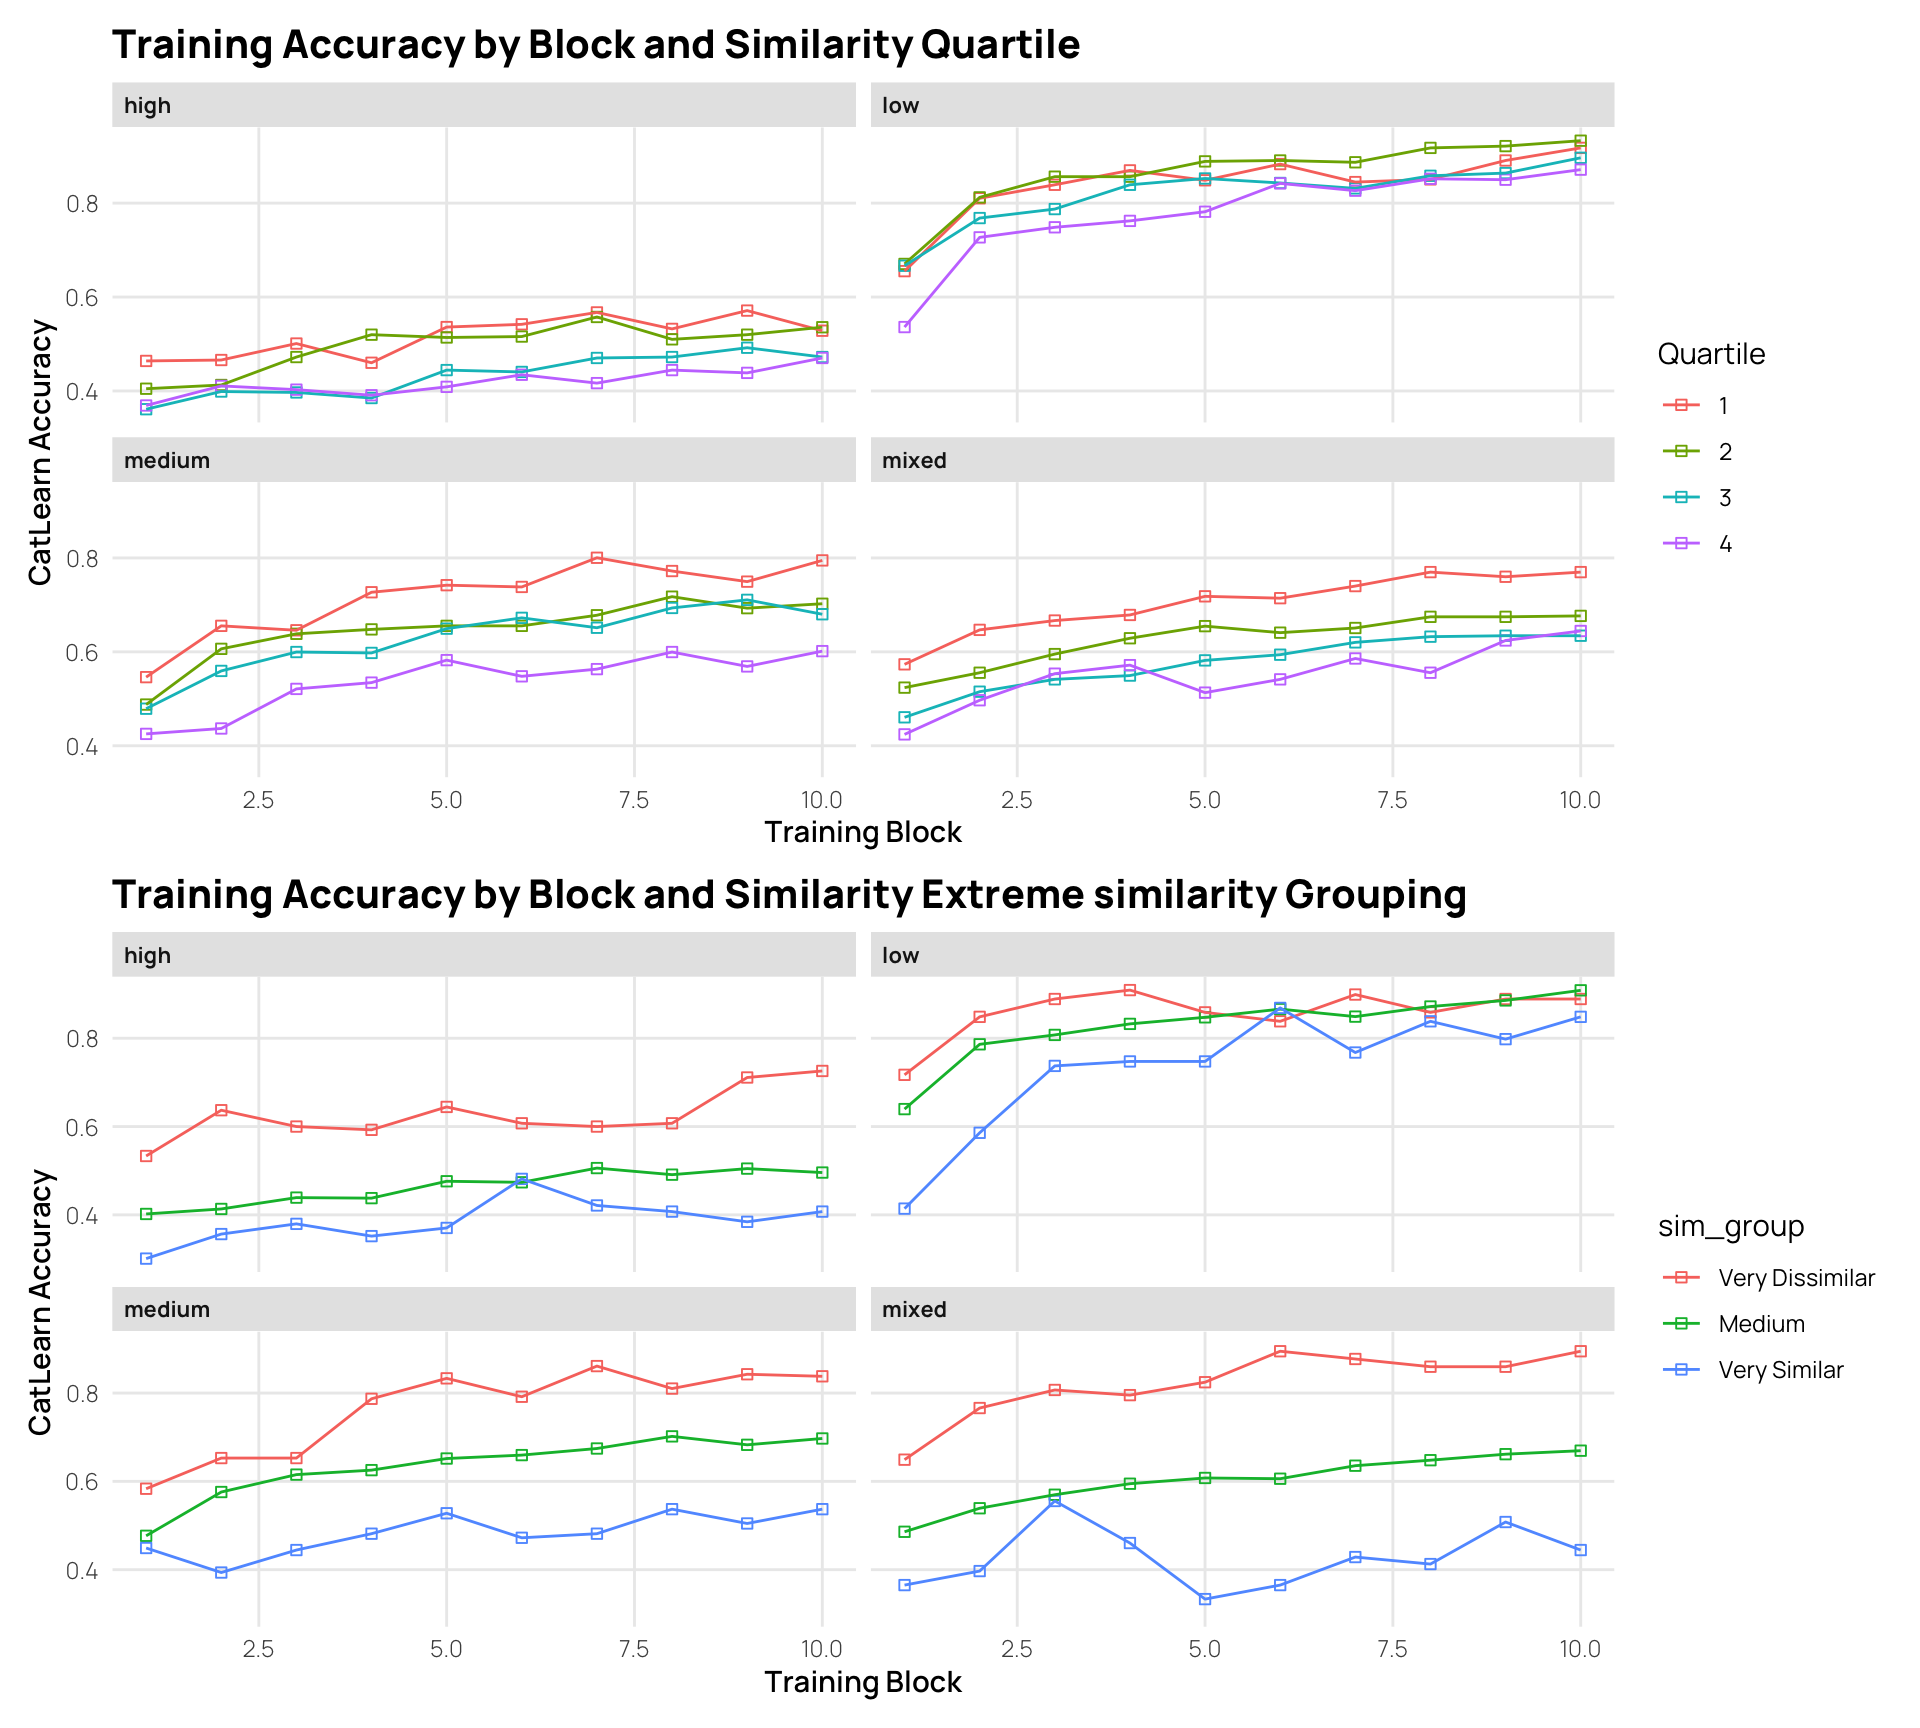 Training Accuracy by Block and Similarity Quartile
high
low
0.8
0.6
0.4
medium
mixed
0.8
0.6
0.4
CatLearn Accuracy
2.5 5.0 7.5 10.0
2.5 5.0 7.5 10.0
Training Block
Quartile
1
2
3
4
Training Accuracy by Block and Similarity Extreme similarity Grouping
high
low
0.8
0.6
0.4
medium
mixed
0.8
0.6
0.4
CatLearn Accuracy
2.5 5.0 7.5 10.0
2.5 5.0 7.5 10.0
Training Block
sim_group
Very Dissimilar
Medium
Very Similar